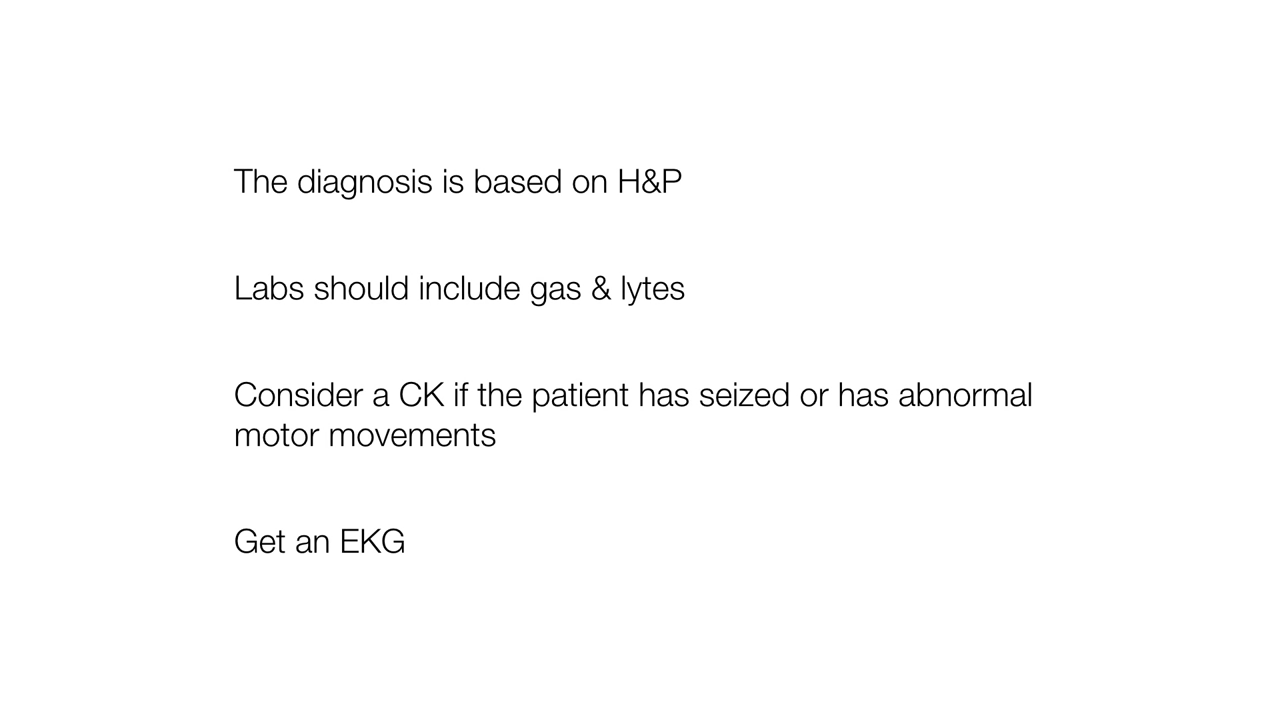 The diagnosis is based on H&P
Labs should include gas & lytes
Consider a CK if the patient has seized or has abnormal
motor movements
Get an EKG